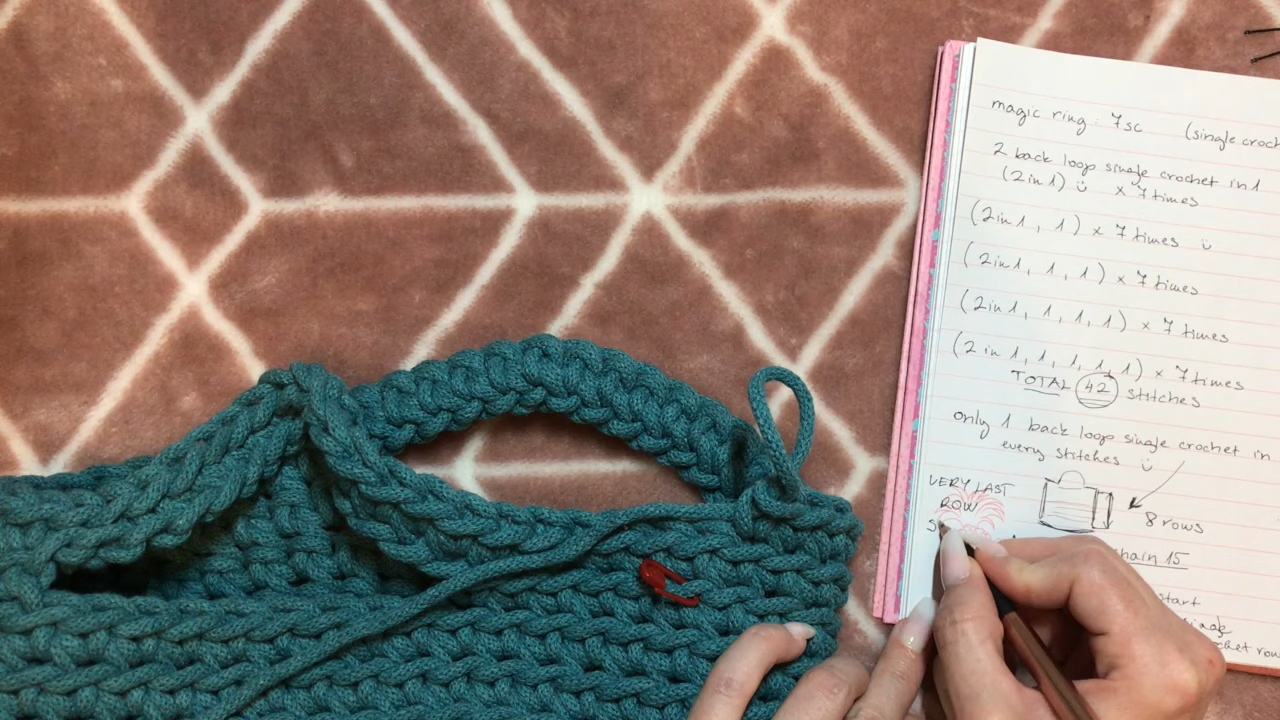 magic ring: 7sc (single croch
2 back loop single crochet in 1
(2in1) ü × 7 times
(2in1, 1) × 7 times ü
(2in1, 1, 1) × 7 times
(2in1, 1, 1, 1) × 7 times
(2 in 1, 1, 1, 1, 1) × 7 times
TOTAL 42 stitches
only 1 back loop single crochet in
every stitches ü
VERY LAST
ROW
S
8 rows
chain 15
start
single
chet row